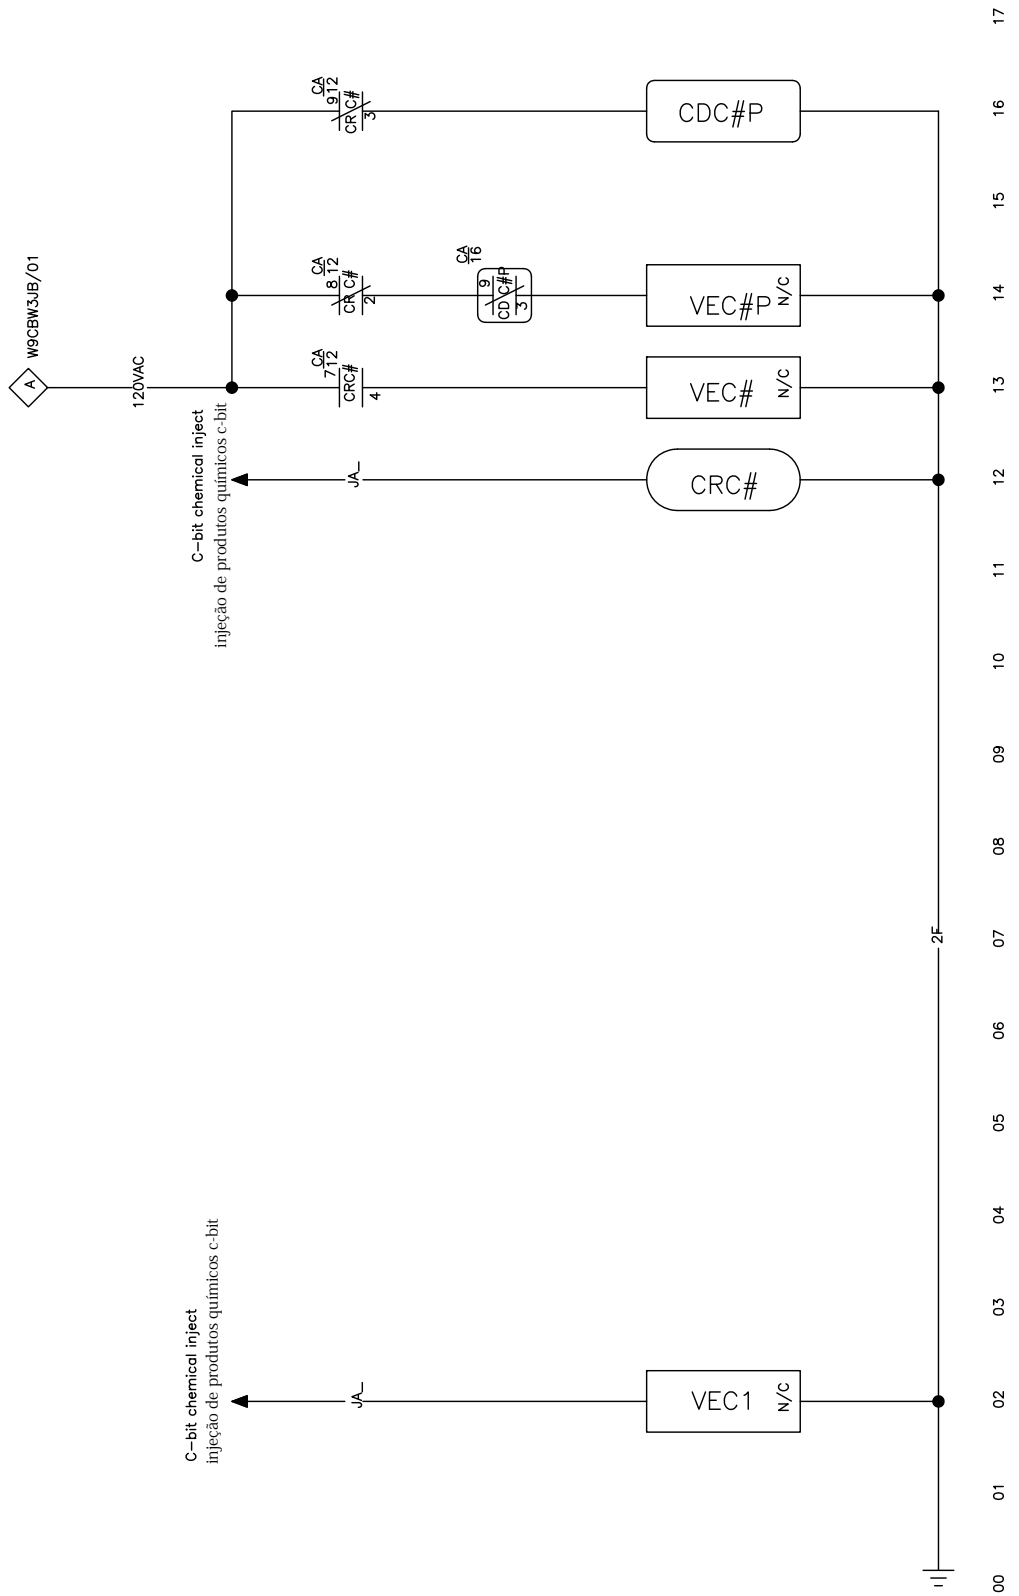 17
CA
9 12
CRC#
3
CDC#P
16
15
W9CBW3JB/01
A
120VAC
CA
8 12
CRC#
2
CA
16
9
CDC#P
3
VEC#P
N/C
14
CA
7 12
CRC#
4
VEC#
N/C
13
C-bit chemical inject
injeção de produtos químicos c-bit
JA_
CRC#
12
11
10
09
08
2F
07
06
05
04
03
C-bit chemical inject
injeção de produtos químicos c-bit
JA_
VEC1
N/C
02
01
00